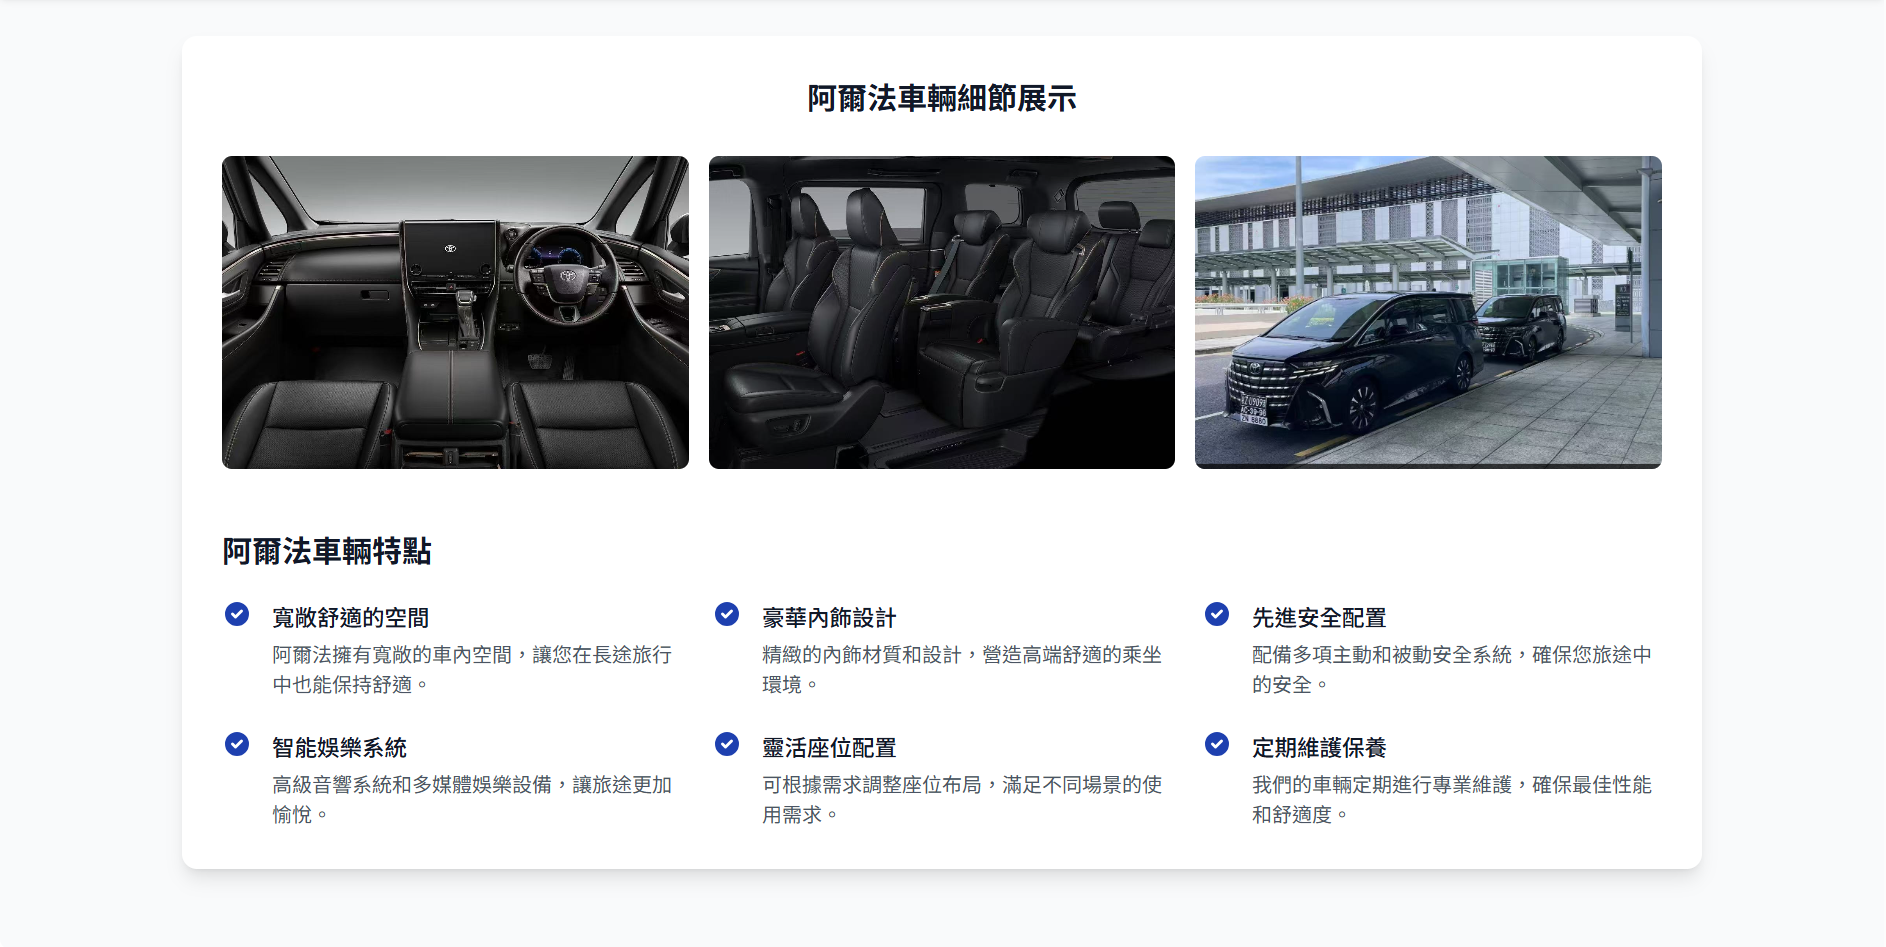 阿爾法車輛細節展示
阿爾法車輛特點
寬敞舒適的空間
阿爾法擁有寬敞的車內空間，讓您在長途旅行
中也能保持舒適。
豪華內飾設計
精緻的內飾材質和設計，營造高端舒適的乘坐
環境。
先進安全配置
配備多項主動和被動安全系統，確保您旅途中
的安全。
智能娛樂系統
高級音響系統和多媒體娛樂設備，讓旅途更加
愉悅。
靈活座位配置
可根據需求調整座位布局，滿足不同場景的使
用需求。
定期維護保養
我們的車輛定期進行專業維護，確保最佳性能
和舒適度。